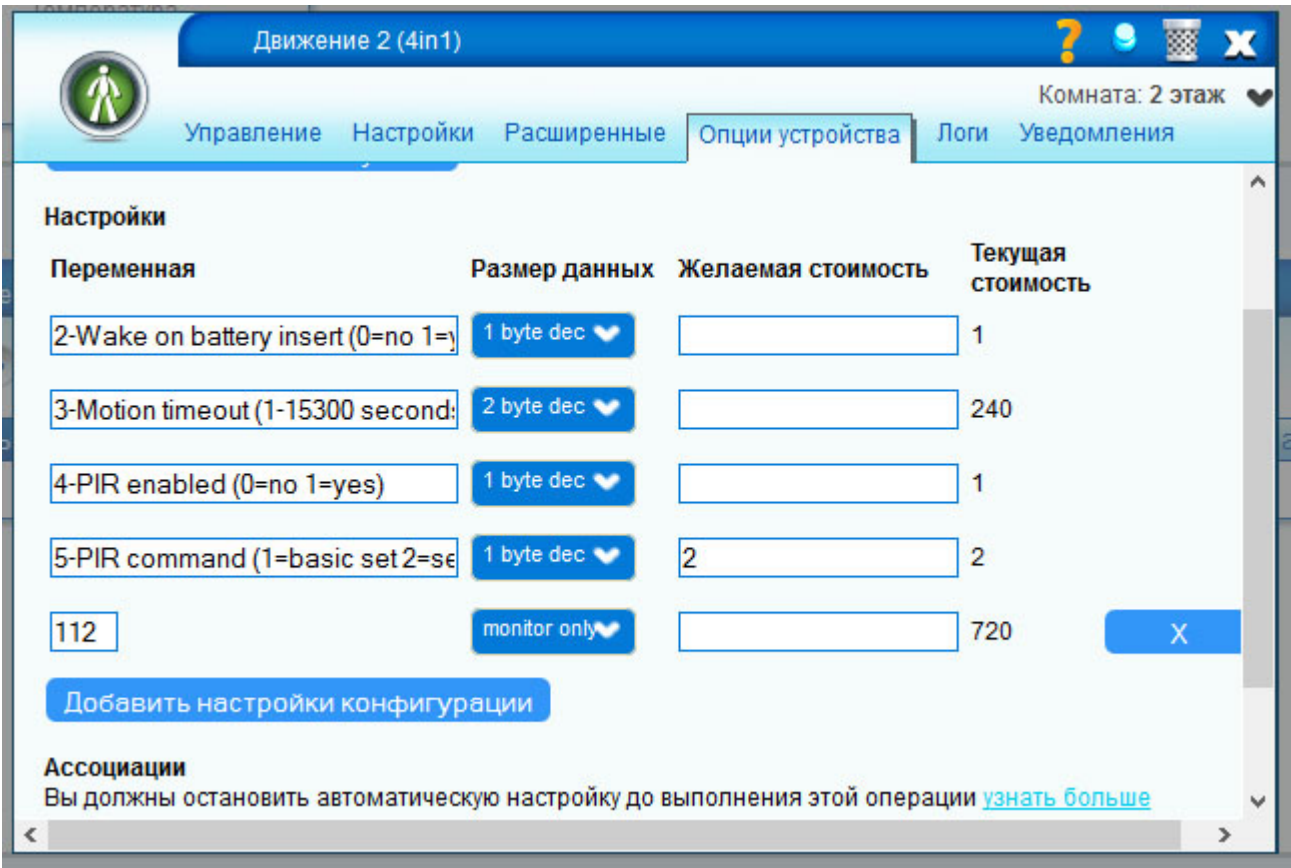 Движение 2 (4in1)
Комната: 2 этаж
Управление Настройки Расширенные Опции устройства Логи Уведомления
Настройки
Переменная Размер данных Желаемая стоимость Текущая стоимость
2-Wake on battery insert (0=no 1=y 1 byte dec 1
3-Motion timeout (1-15300 seconds 2 byte dec 240
4-PIR enabled (0=no 1=yes) 1 byte dec 1
5-PIR command (1=basic set 2=se 1 byte dec 2 2
112 monitor only 720 X
Добавить настройки конфигурации
Ассоциации
Вы должны остановить автоматическую настройку до выполнения этой операции узнать больше